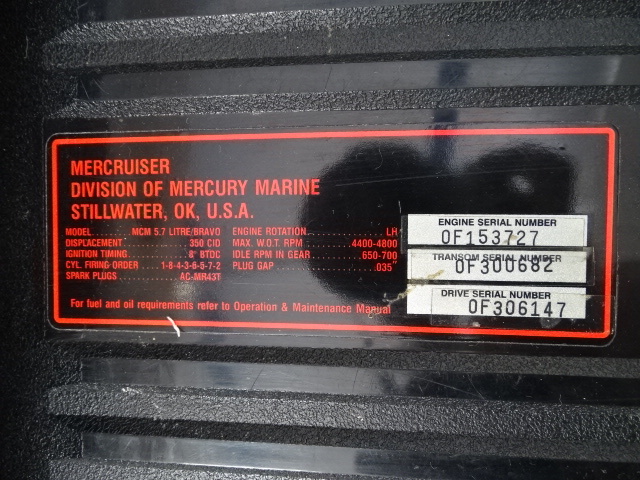 MERCRUISER
DIVISION OF MERCURY MARINE
STILLWATER, OK, U.S.A.
MODEL.............MCM 5.7 LITRE/BRAVO
DISPLACEMENT..............350 CID
IGNITION TIMING............8° BTDC
CYL. FIRING ORDER......1-8-4-3-6-5-7-2
SPARK PLUGS...............AC-MR43T
ENGINE ROTATION....................LH
MAX. W.O.T. RPM...........4400-4800
IDLE RPM IN GEAR............650-700
PLUG GAP........................035"
For fuel and oil requirements refer to Operation & Maintenance Manual
ENGINE SERIAL NUMBER
0F153727
TRANSOM SERIAL NUMBER
0F300682
DRIVE SERIAL NUMBER
0F306147